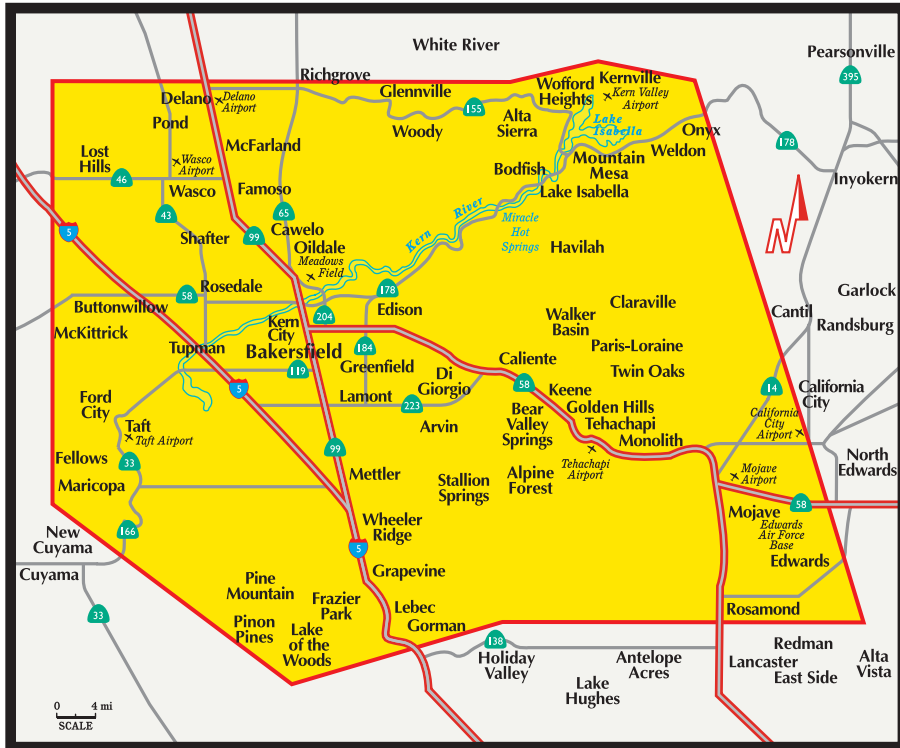 White River
Pearsonville
Richgrove
Glennville
Wofford
Heights
Kernville
Kern Valley
Airport
395
Delano
Delano
Airport
155
Pond
Woody
Alta
Sierra
Lake
Isabella
Onyx
178
McFarland
Lost
Hills
Wasco
Airport
Bodfish
Mountain
Mesa
Weldon
46
Wasco
Famoso
Lake Isabella
Inyokern
43
65
Kern River
Miracle
Hot
Springs
N
5
Shafter
99
Cawelo
Oildale
Meadows
Field
Havilah
58
Rosedale
178
Buttonwillow
Edison
Claraville
Garlock
McKittrick
Kern
City
204
Walker
Basin
Cantil
Randsburg
Tupman
Bakersfield
184
Paris-Loraine
119
Greenfield
Caliente
Twin Oaks
5
Di
Giorgio
58
Keene
14
California
City
Ford
City
Lamont
223
Bear
Valley
Springs
Golden Hills
Tehachapi
California
City
Airport
Taft
Taft Airport
Arvin
Monolith
Fellows
33
99
Tehachapi
Airport
North
Edwards
Maricopa
Mettler
Stallion
Springs
Alpine
Forest
Mojave
Airport
58
New
Cuyama
166
Wheeler
Ridge
Mojave
Edwards
Air Force
Base
Cuyama
5
Edwards
Grapevine
Pine
Mountain
33
Frazier
Park
Lebec
Rosamond
Gorman
Pinon
Pines
Lake
of the
Woods
138
Holiday
Valley
Antelope
Acres
Redman
Lancaster
East Side
Alta
Vista
Lake
Hughes
0 4 mi
SCALE